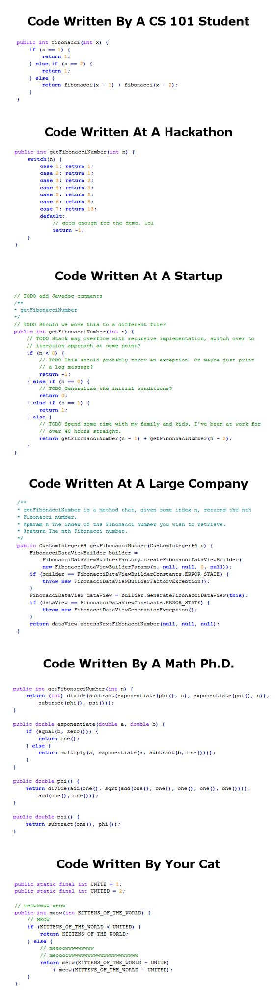 Code Written By A CS 101 Student
public int fibonacci(int x) {
    if (x == 1) {
        return 1;
    } else if (x == 2) {
        return 1;
    } else {
        return fibonacci(x - 1) + fibonacci(x - 2);
    }
}
Code Written At A Hackathon
public int getFibonacciNumber(int n) {
    switch(n) {
        case 1: return 1;
        case 2: return 1;
        case 3: return 2;
        case 4: return 3;
        case 5: return 5;
        case 6: return 8;
        case 7: return 13;
        default:
            // good enough for the demo, lol
            return -1;
    }
}
Code Written At A Startup
// TODO add Javadoc comments
/**
* getFibonacciNumber
*/
// TODO Should we move this to a different file?
public int getFibonacciNumber(int n) {
    // TODO Stack may overflow with recursive implementation, switch over to
    // iteration approach at some point?
    if (n < 0) {
        // TODO This should probably throw an exception. Or maybe just print
        // a log message?
        return -1;
    } else if (n == 0) {
        // TODO Generalize the initial conditions?
        return 0;
    } else if (n == 1) {
        return 1;
    } else {
        // TODO Spend some time with my family and kids, I've been at work for
        // over 48 hours straight.
        return getFibonacciNumber(n - 1) + getFibonnaciNumber(n - 2);
    }
}
Code Written At A Large Company
/**
* getFibonacciNumber is a method that, given some index n, returns the nth
* Fibonacci number.
* @param n The index of the Fibonacci number you wish to retrieve.
* @return The nth Fibonacci number.
*/
public CustomInteger64 getFibonacciNumber(CustomInteger64 n) {
    FibonacciDataViewBuilder builder =
        FibonacciDataViewBuilderFactory.createFibonacciDataViewBuilder(
        new FibonacciDataViewBuilderParams(n, null, null, 0, null));
    if (builder == FibonacciDataViewBuilderConstants.ERROR_STATE) {
        throw new FibonacciDataViewBuilderFactoryException();
    }
    FibonacciDataView dataView = builder.GenerateFibonacciDataView(this);
    if (dataView == FibonacciDataViewConstants.ERROR_STATE) {
        throw new FibonacciDataViewGenerationException();
    }
    return dataView.accessNextFibonacciNumber(null, null, null);
}
Code Written By A Math Ph.D.
public int getFibonacciNumber(int n) {
    return (int) divide(subtract(exponentiate(phi(), n), exponentiate(psi(), n)),
        subtract(phi(), psi()));
}
public double exponentiate(double a, double b) {
    if (equal(b, zero())) {
        return one();
    } else {
        return multiply(a, exponentiate(a, subtract(b, one())));
    }
}
public double phi() {
    return divide(add(one(), sqrt(add(one(), one(), one(), one(), one()))),
        add(one(), one()));
}
public double psi() {
    return subtract(one(), phi());
}
Code Written By Your Cat
public static final int UNITE = 1;
public static final int UNITED = 2;
// meowwwww meow
public int meow(int KITTENS_OF_THE_WORLD) {
    // MEOW
    if (KITTENS_OF_THE_WORLD < UNITED) {
        return KITTENS_OF_THE_WORLD;
    } else {
        // meeoowwwwwwwww
        // meoooowwwwwwwwwwwwwwwwwwwwww
        return meow(KITTENS_OF_THE_WORLD - UNITE)
            + meow(KITTENS_OF_THE_WORLD - UNITED);
    }
}